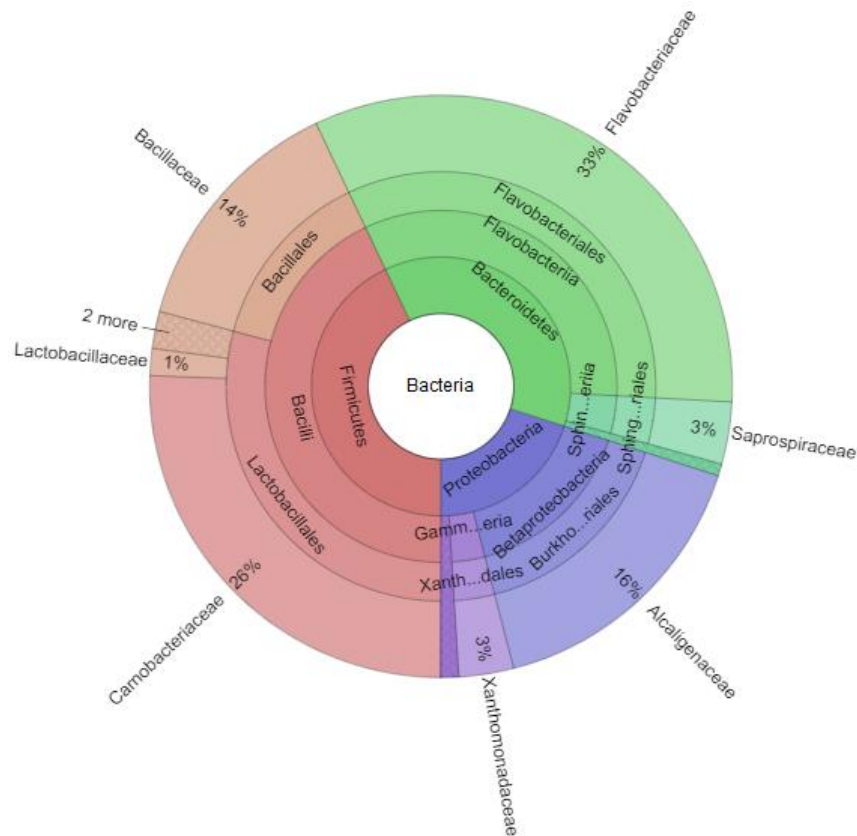 Flavobacteriaceae
33%
Bacillaceae
14%
Flavobacteriales
Flavobacteriia
Bacteroidetes
Bacillales
2 more
Lactobacillaceae
1%
Bacteria
Firmicutes
Bacilli
Lactobacillales
Proteobacteria
Sphin...eriia
Sphing...riales
3%
Saprospiraceae
Gamm...eria
Betaproteobacteria
Burkho...riales
Xanth...dales
26%
Carnobacteriaceae
16%
Alcaligenaceae
3%
Xanthomonadaceae